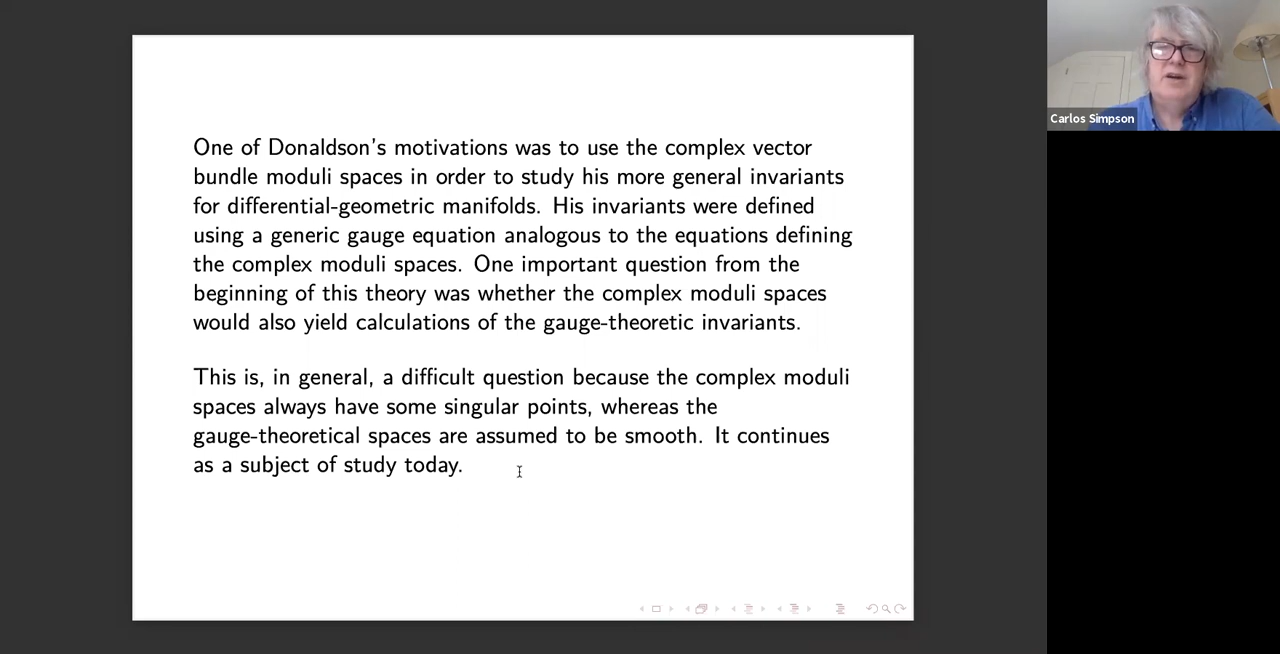 One of Donaldson's motivations was to use the complex vector
bundle moduli spaces in order to study his more general invariants
for differential-geometric manifolds. His invariants were defined
using a generic gauge equation analogous to the equations defining
the complex moduli spaces. One important question from the
beginning of this theory was whether the complex moduli spaces
would also yield calculations of the gauge-theoretic invariants.
This is, in general, a difficult question because the complex moduli
spaces always have some singular points, whereas the
gauge-theoretical spaces are assumed to be smooth. It continues
as a subject of study today.
Carlos Simpson